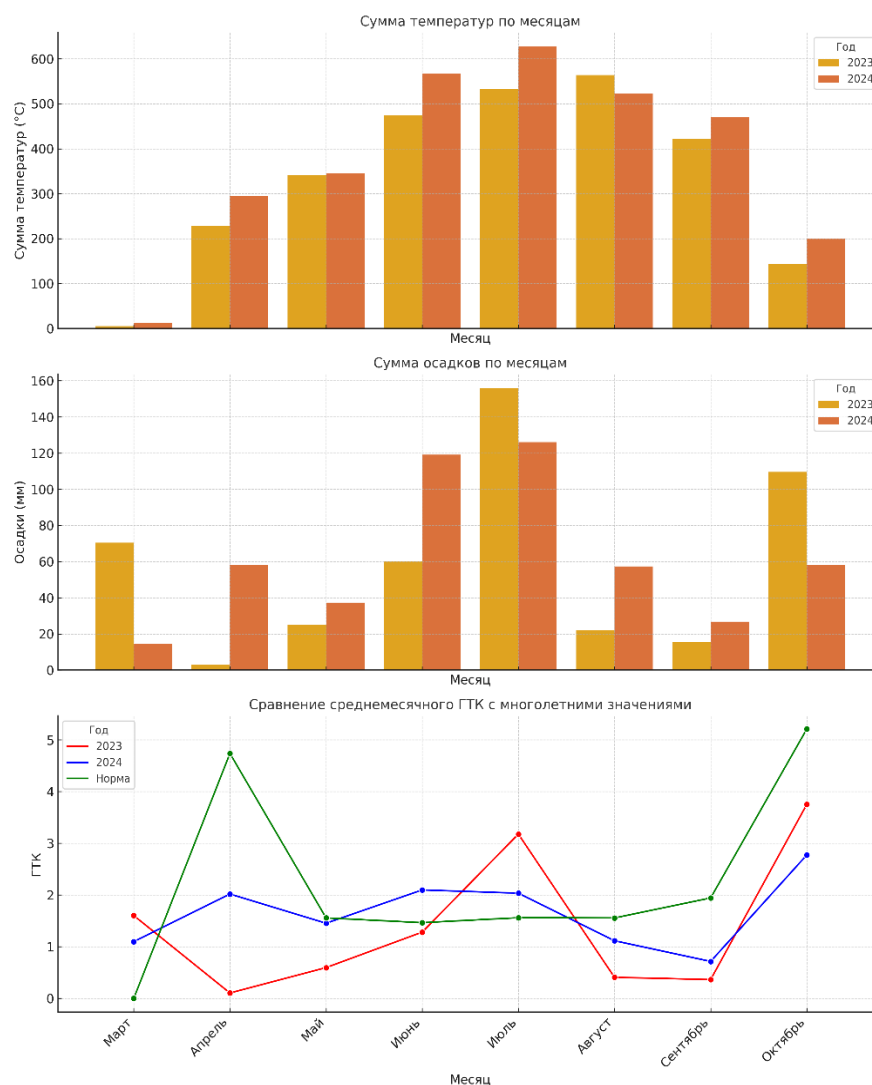 Сумма температур по месяцам
Год
2023
2024
600
500
400
300
200
100
0
Сумма температур (°C)
Месяц
Сумма осадков по месяцам
Год
2023
2024
160
140
120
100
80
60
40
20
0
Осадки (мм)
Месяц
Сравнение среднемесячного ГТК с многолетними значениями
Год
2023
2024
Норма
5
4
3
2
1
0
ГТК
Март
Апрель
Май
Июнь
Июль
Август
Сентябрь
Октябрь
Месяц